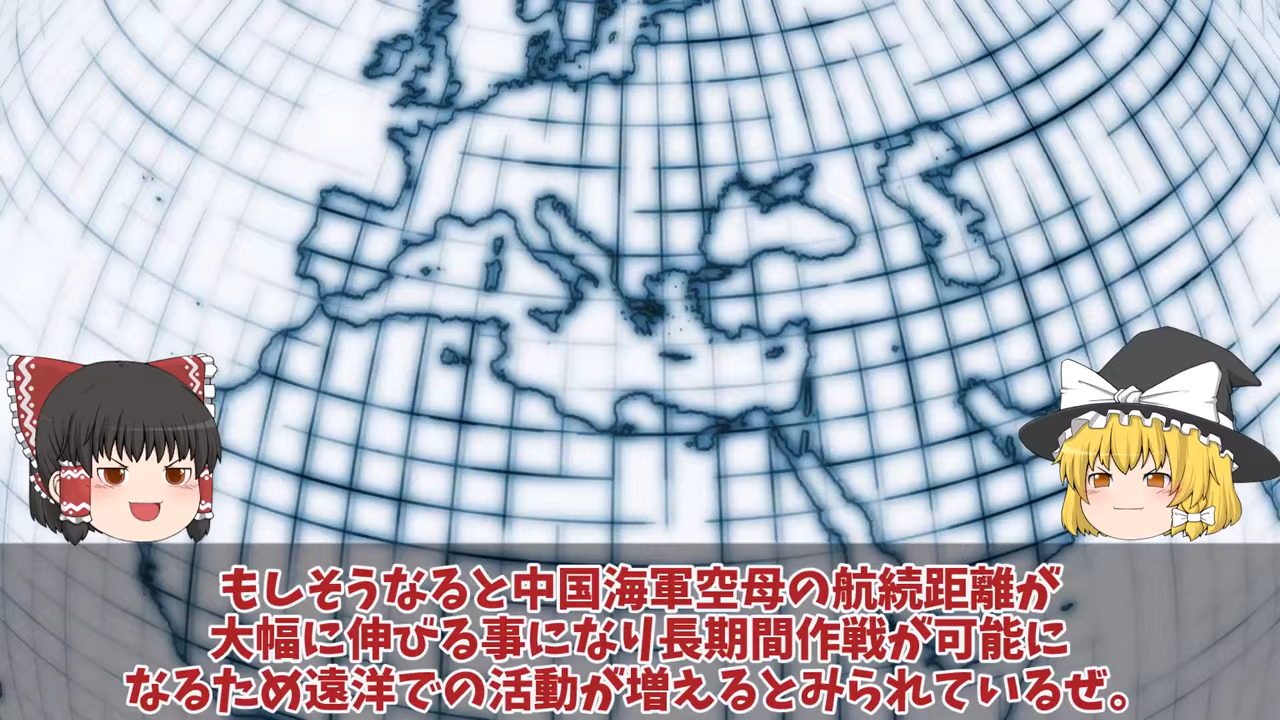 もしそうなると中国海軍空母の航続距離が
大幅に伸びる事になり長期間作戦が可能に
なるため遠洋での活動が増えるとみられているぜ。